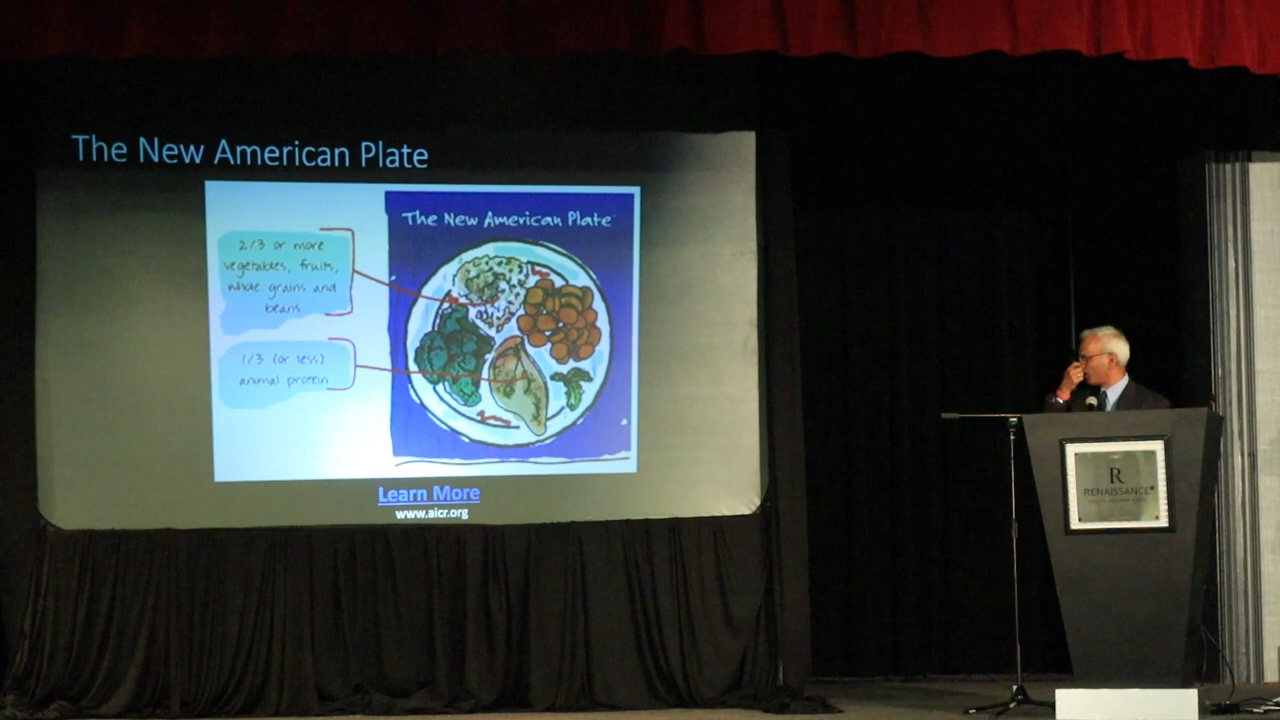 The New American Plate
The New American Plate
2/3 or more
vegetables, fruits,
whole grains and
beans
1/3 (or less)
animal protein
Learn More
www.aicr.org
R
RENAISSANCE